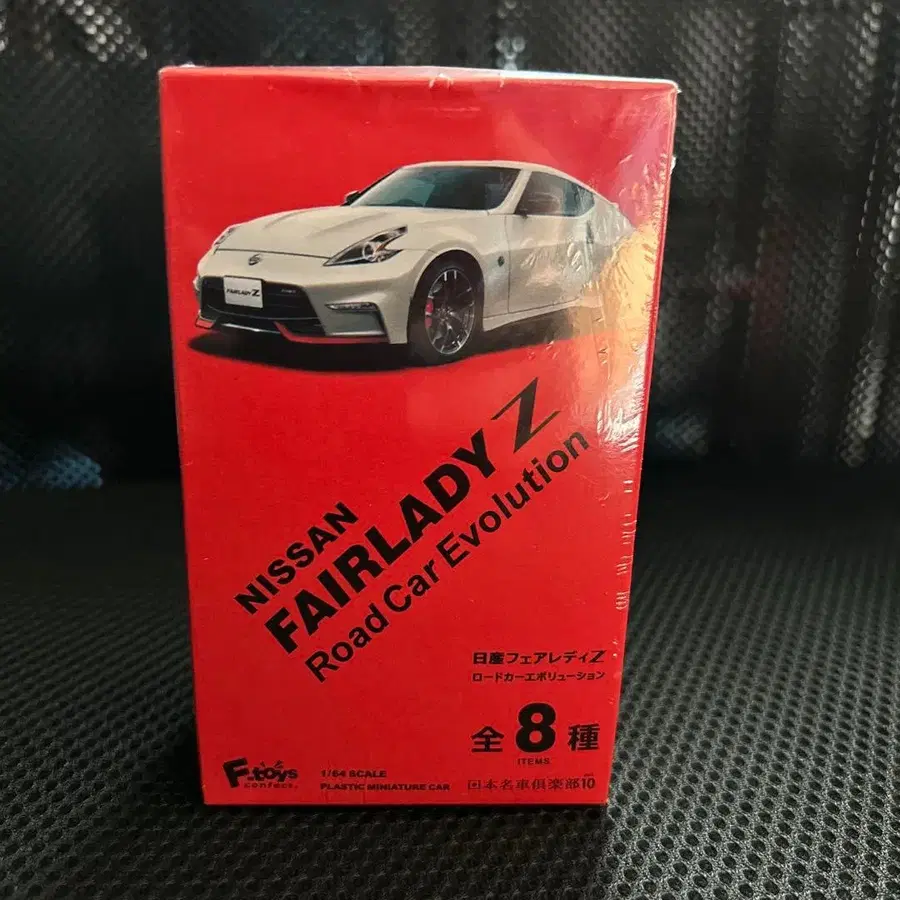 FAIRLADY Z
NISSAN
FAIRLADY Z
Road Car Evolution
日産フェアレディZ
ロードカーエボリューション
全8種
ITEMS
F-toys
confect.
1/64 SCALE
PLASTIC MINIATURE CAR
日本名車倶楽部10